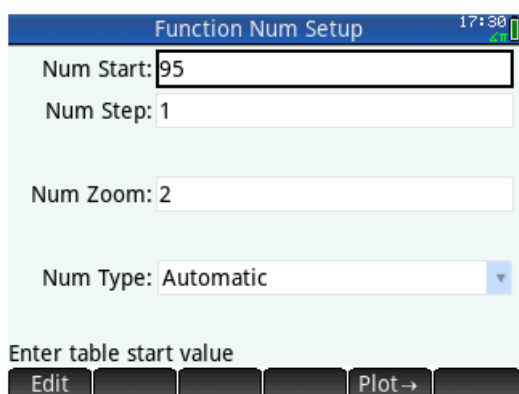 Function Num Setup
17:30
∡π
Num Start: 95
Num Step: 1
Num Zoom: 2
Num Type: Automatic
Enter table start value
Edit Plot→